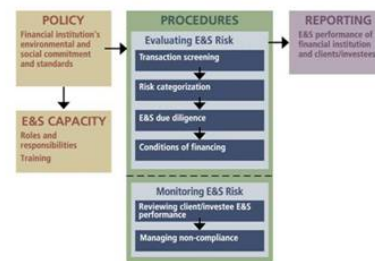 POLICY
Financial institution's
environmental and
social commitment
and standards
E&S CAPACITY
Roles and
responsibilities
Training
PROCEDURES
Evaluating E&S Risk
Transaction screening
Risk categorization
E&S due diligence
Conditions of financing
Monitoring E&S Risk
Reviewing client/investee E&S
performance
Managing non-compliance
REPORTING
E&S performance of
financial institution
and clients/investees